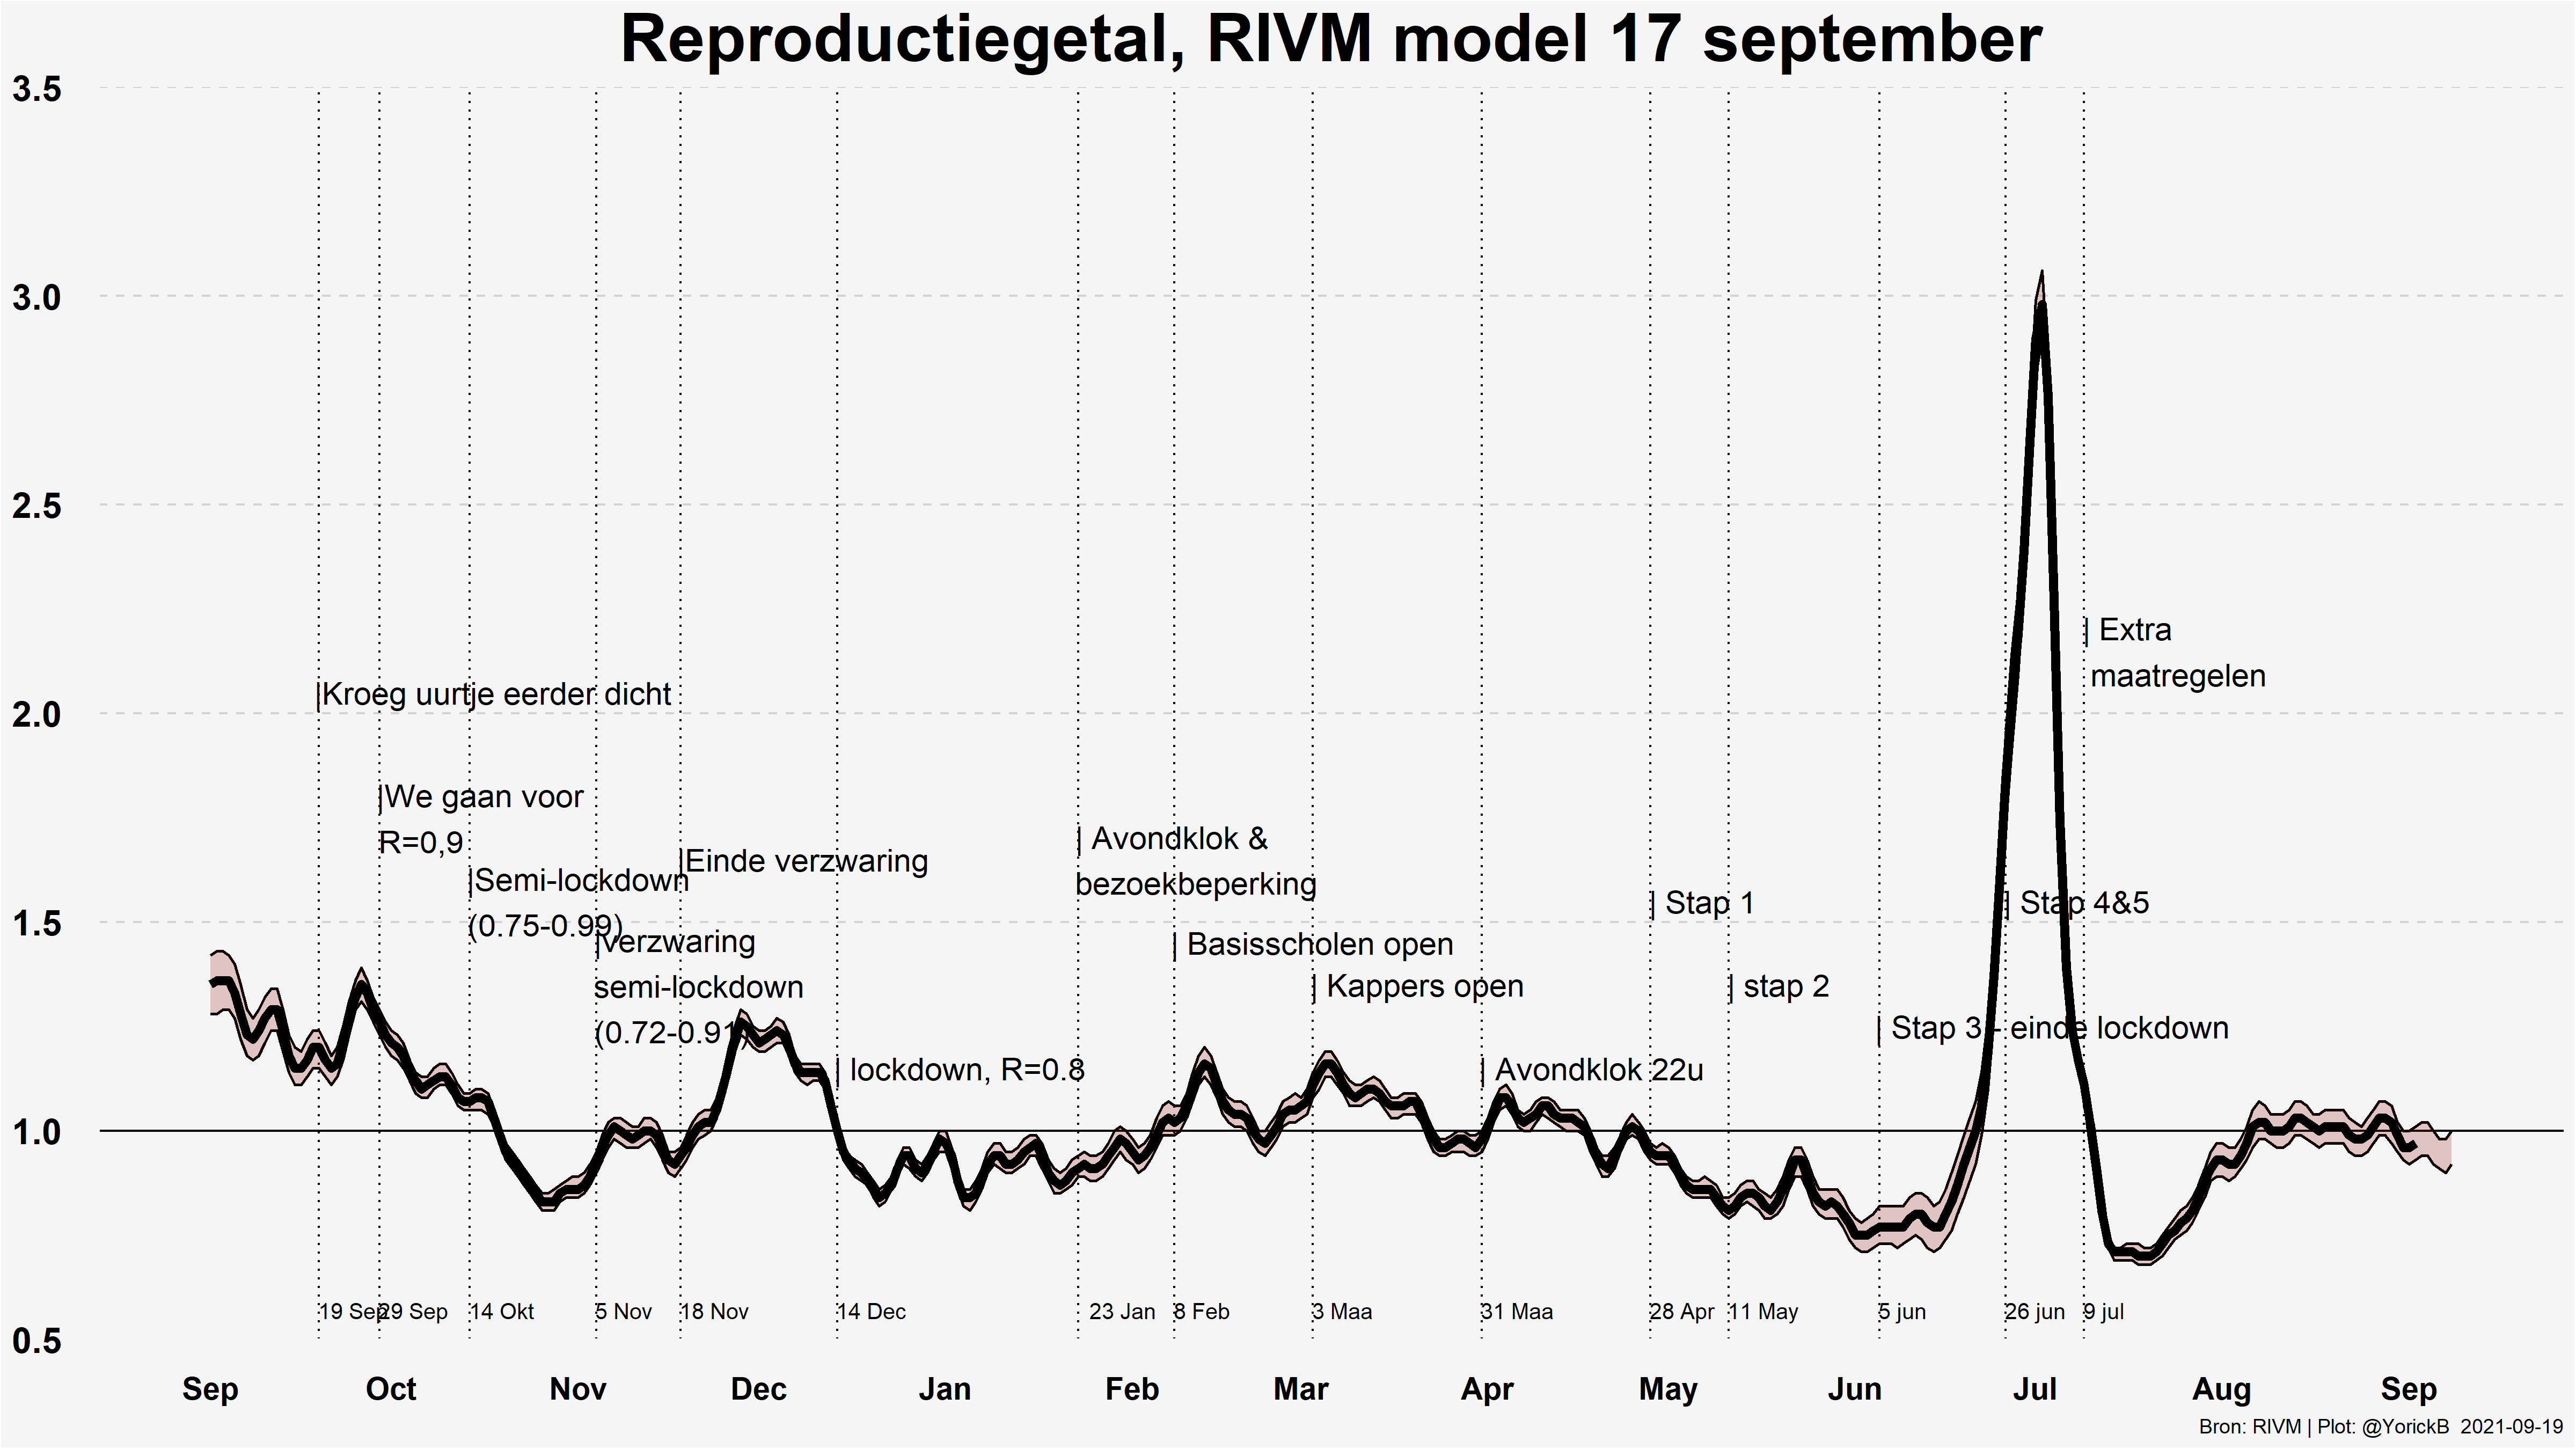 Reproductiegetal, RIVM model 17 september
3.5
3.0
2.5
2.0
1.5
1.0
0.5
|Kroeg uurtje eerder dicht
|We gaan voor
R=0,9
|Semi-lockdown
(0.75-0.99)
|verzwaring
semi-lockdown
(0.72-0.91)
|Einde verzwaring
| lockdown, R=0.8
| Avondklok &
bezoekbeperking
| Basisscholen open
| Kappers open
| Avondklok 22u
| Stap 1
| stap 2
| Stap 3 - einde lockdown
| Stap 4&5
| Extra
maatregelen
19 Sep
29 Sep
14 Okt
5 Nov
18 Nov
14 Dec
23 Jan
8 Feb
3 Maa
31 Maa
28 Apr
11 May
5 jun
26 jun
9 jul
Sep
Oct
Nov
Dec
Jan
Feb
Mar
Apr
May
Jun
Jul
Aug
Sep
Bron: RIVM | Plot: @YorickB 2021-09-19